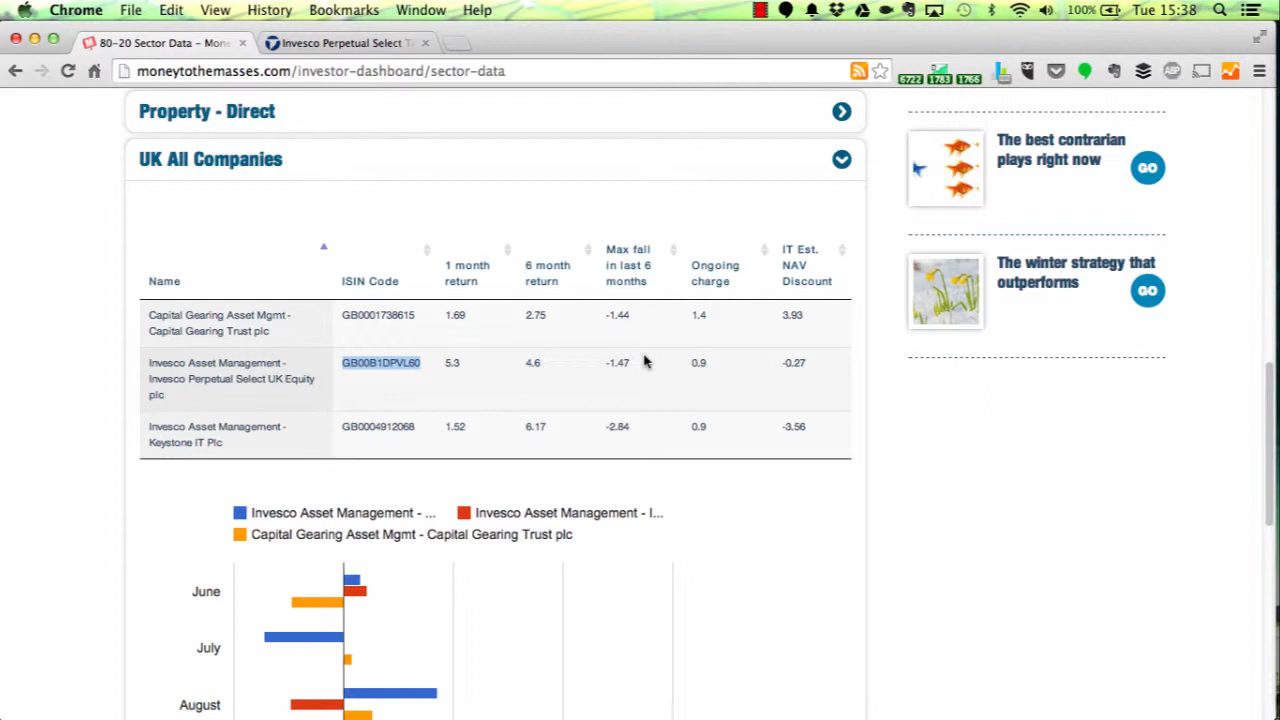 Chrome File Edit View History Bookmarks Window Help 100% Tue 15:38
80-20 Sector Data - Mone
Invesco Perpetual Select T
moneytothemasses.com/investor-dashboard/sector-data
6722 1783 1766
Property - Direct
UK All Companies
Name ISIN Code 1 month return 6 month return Max fall in last 6 months Ongoing charge IT Est. NAV Discount
Capital Gearing Asset Mgmt - GB0001738615 1.69 2.75 -1.44 1.4 3.93
Capital Gearing Trust plc
Invesco Asset Management - GB00B1DPVL60 5.3 4.6 -1.47 0.9 -0.27
Invesco Perpetual Select UK Equity
plc
Invesco Asset Management - GB0004912068 1.52 6.17 -2.84 0.9 -3.56
Keystone IT Plc
Invesco Asset Management - ... Invesco Asset Management - I...
Capital Gearing Asset Mgmt - Capital Gearing Trust plc
June
July
August
The best contrarian
plays right now
GO
The winter strategy that
outperforms
GO